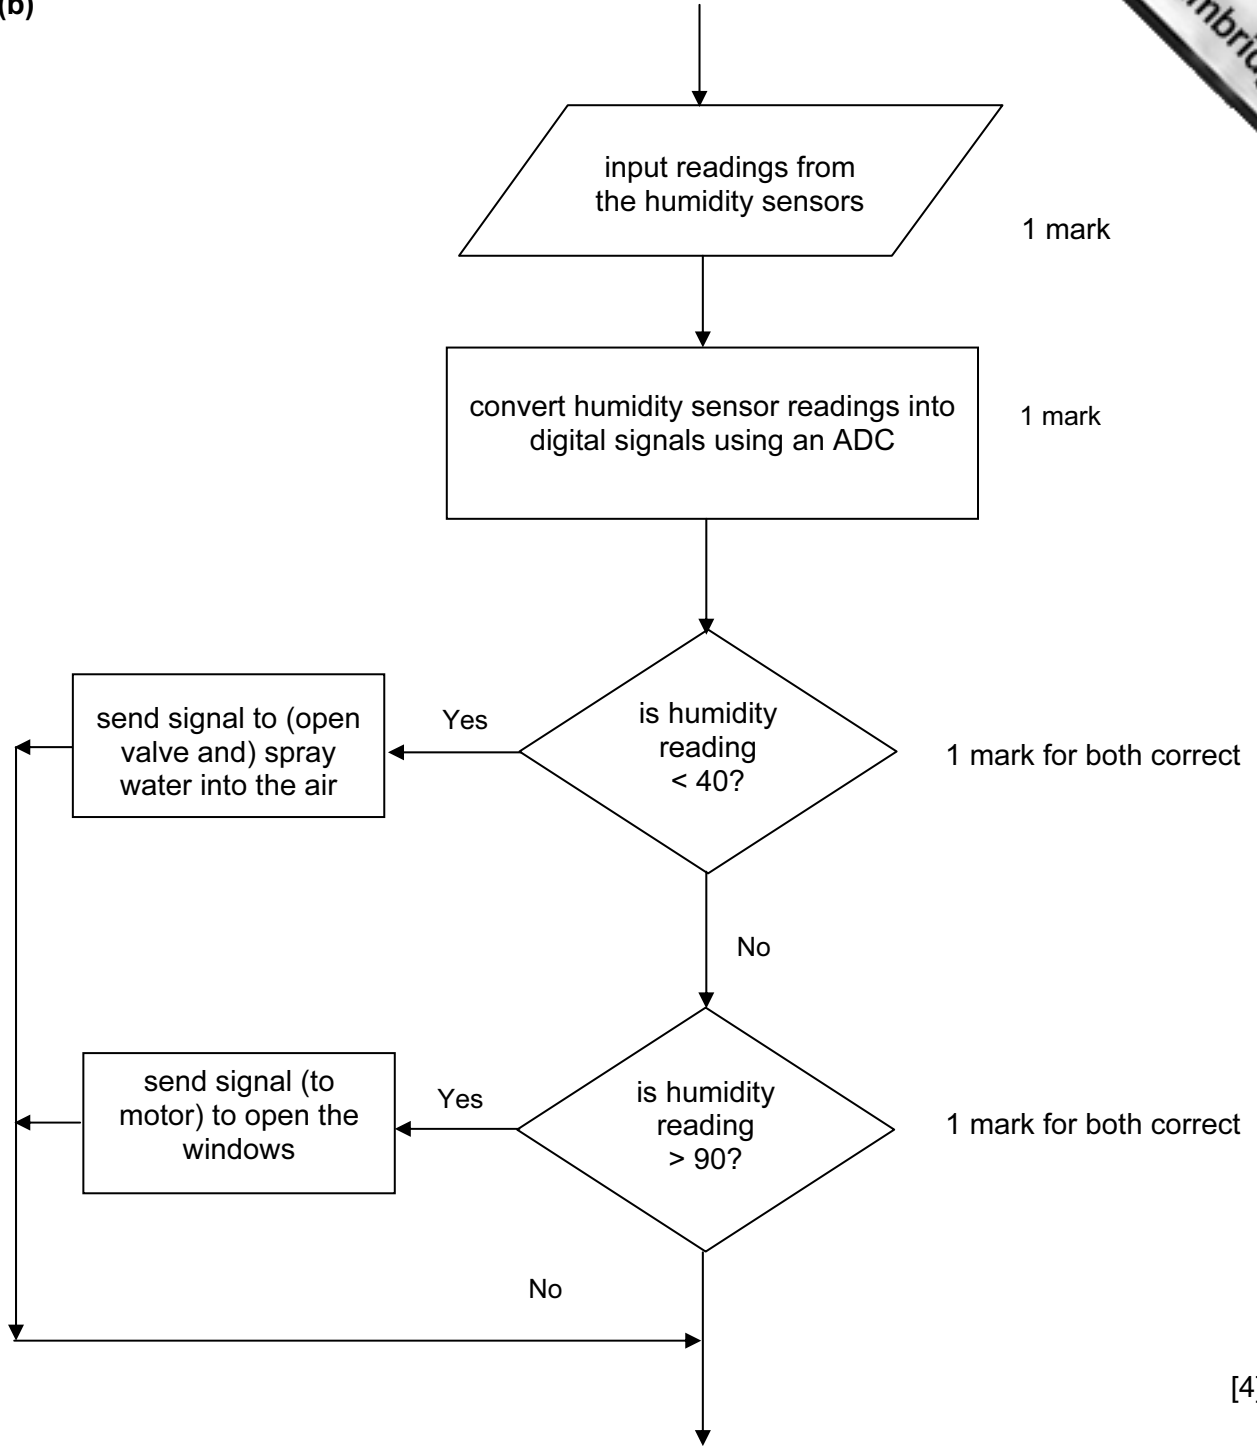 (b)
input readings from
the humidity sensors
1 mark
convert humidity sensor readings into
digital signals using an ADC
1 mark
send signal to (open
valve and) spray
water into the air
Yes
is humidity
reading
< 40?
1 mark for both correct
No
send signal (to
motor) to open the
windows
Yes
is humidity
reading
> 90?
1 mark for both correct
No
[4]